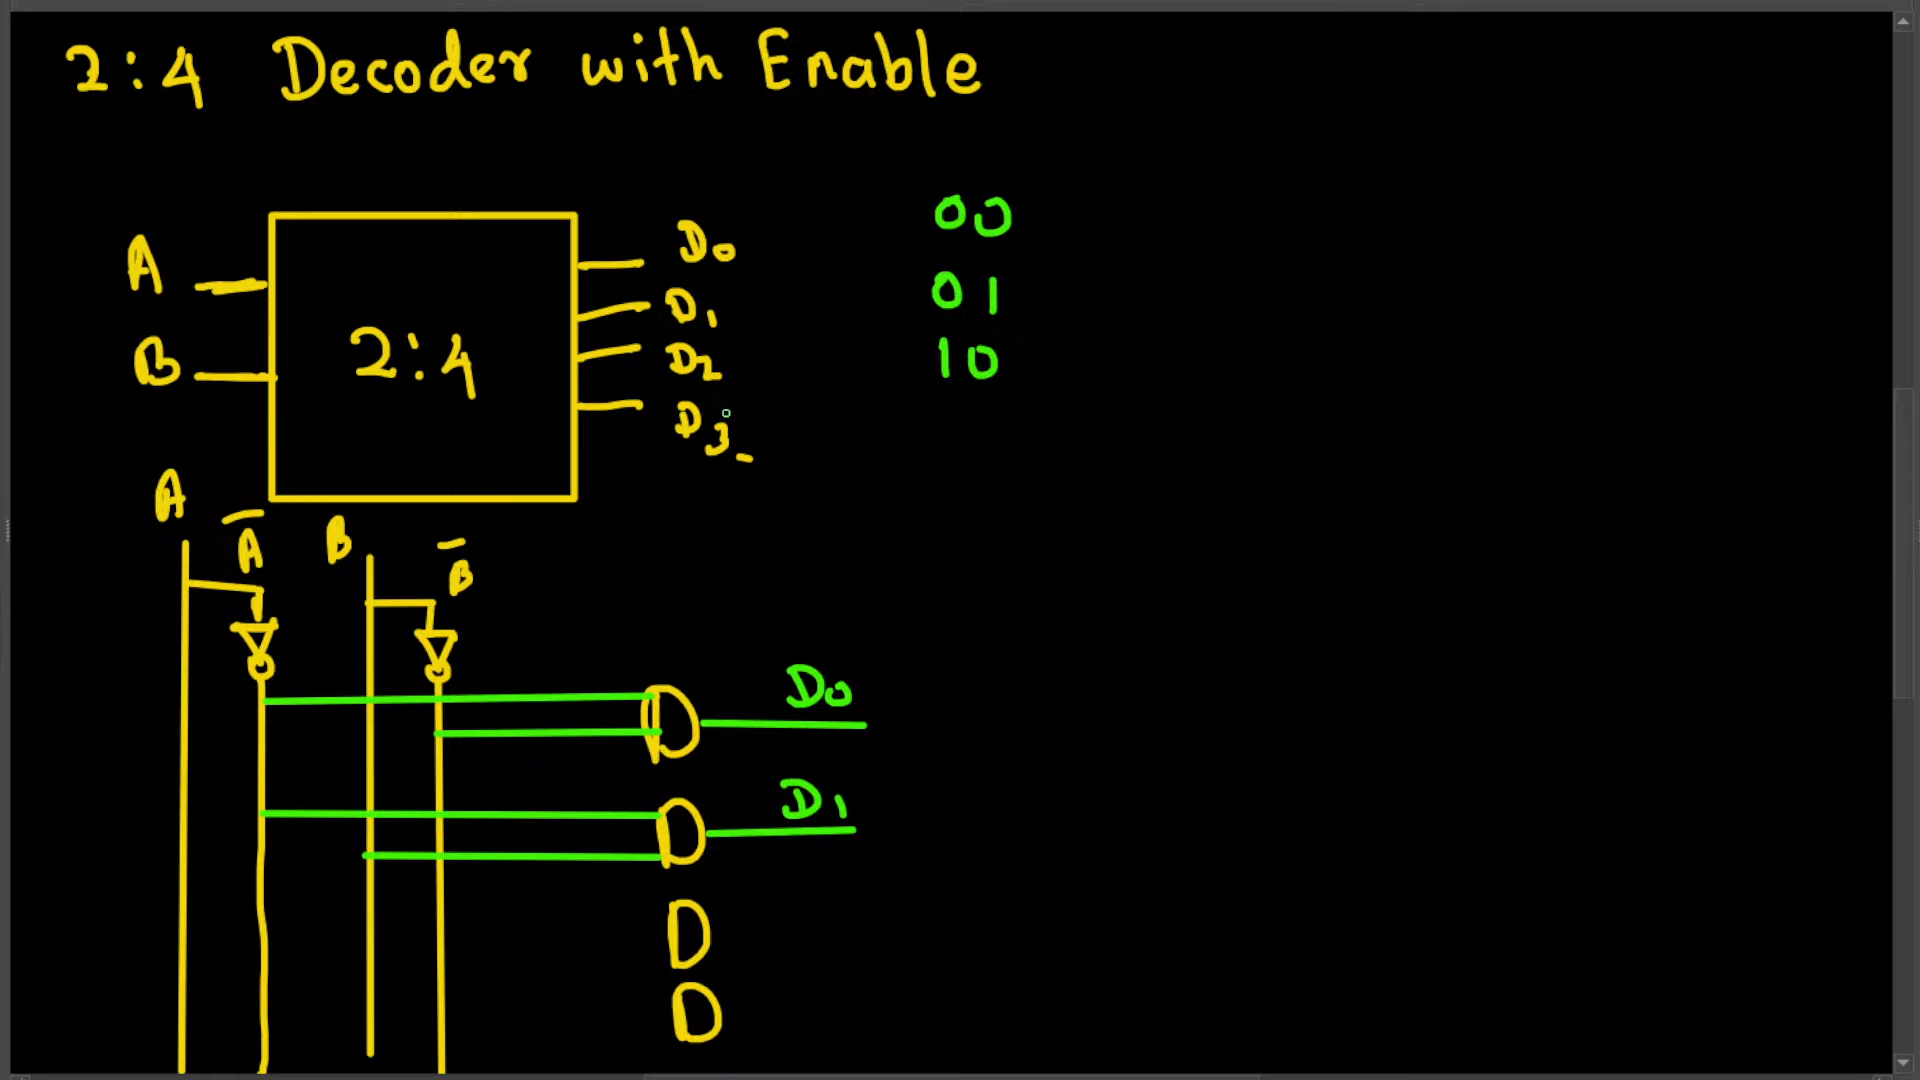 2:4 Decoder with Enable
A
B
2:4
D0
D1
D2
D3
00
01
10
A
A̅
B
B̅
D0
D1